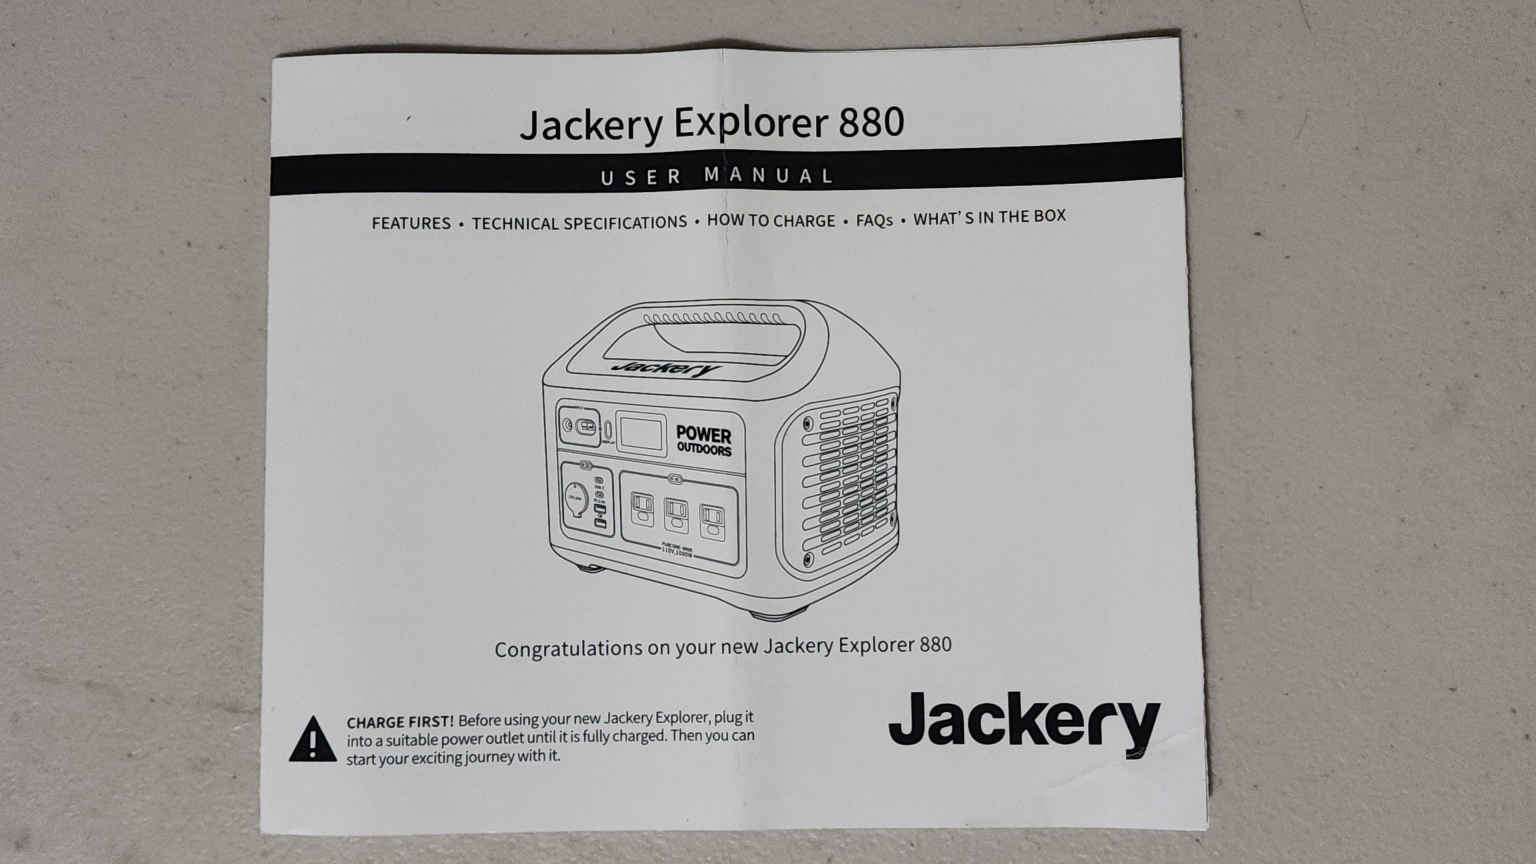 Jackery Explorer 880
USER MANUAL
FEATURES • TECHNICAL SPECIFICATIONS • HOW TO CHARGE • FAQs • WHAT'S IN THE BOX
Jackery
POWER
OUTDOORS
110V,1000W
Congratulations on your new Jackery Explorer 880
CHARGE FIRST! Before using your new Jackery Explorer, plug it
into a suitable power outlet until it is fully charged. Then you can
start your exciting journey with it.
Jackery